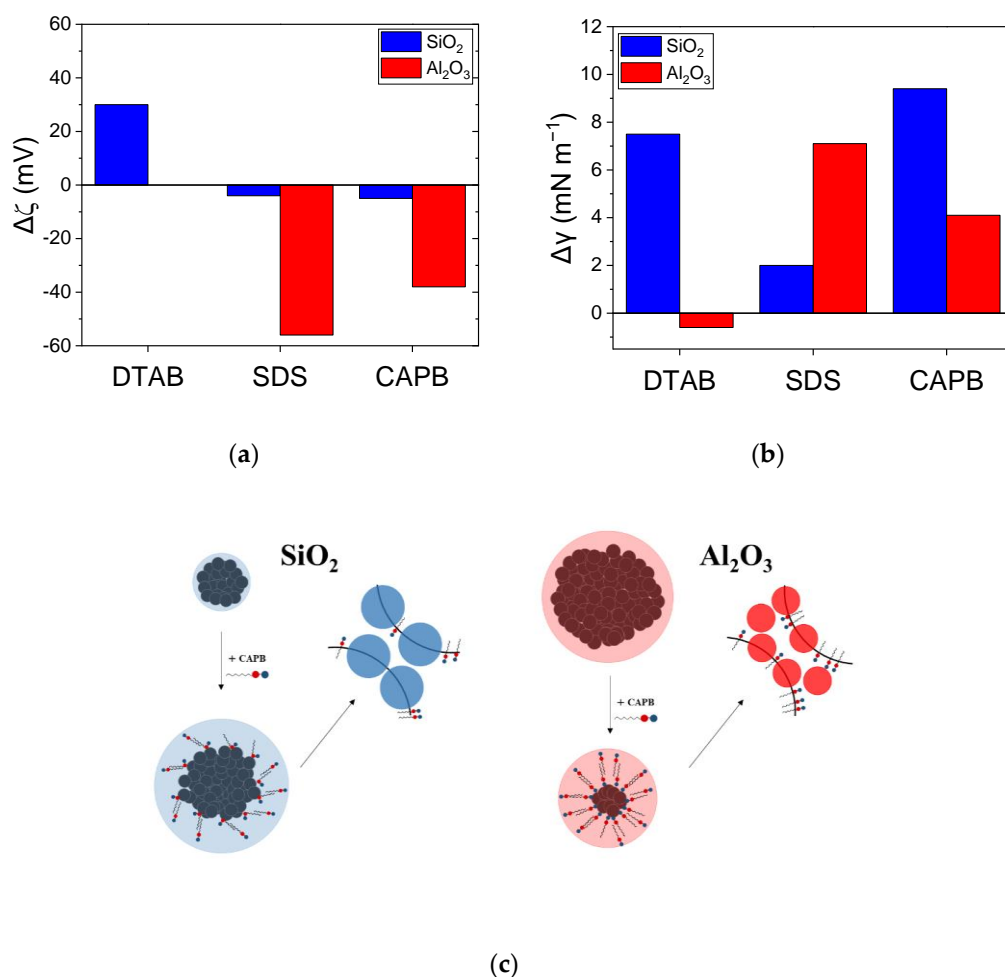 60
40
20
0
-20
-40
-60
Δζ (mV)
SiO₂
Al₂O₃
DTAB SDS CAPB
(a)
12
10
8
6
4
2
0
Δγ (mN m⁻¹)
SiO₂
Al₂O₃
DTAB SDS CAPB
(b)
SiO₂
+ CAPB
Al₂O₃
+ CAPB
(c)